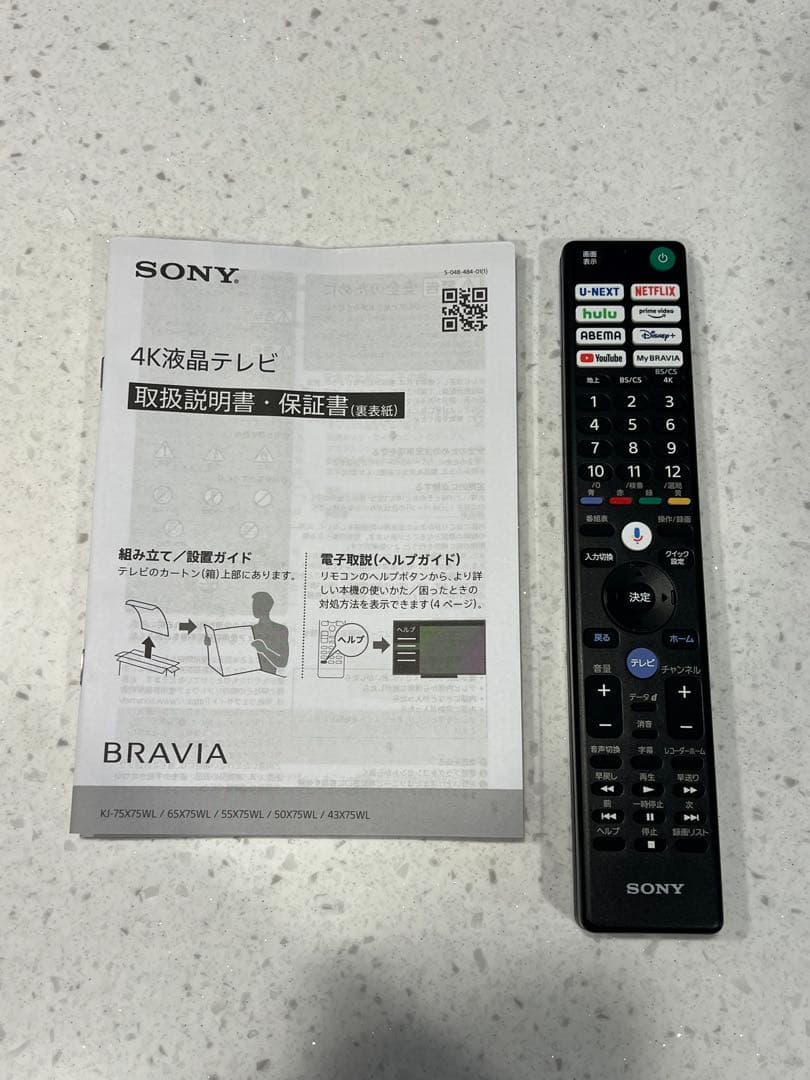 SONY®
5-048-484-01(1)
4K液晶テレビ
取扱説明書・保証書(裏表紙)
組み立て／設置ガイド
テレビのカートン(箱)上部にあります。
電子取説(ヘルプガイド)
リモコンのヘルプボタンから、より詳
しい本機の使いかた／困ったときの
対処方法を表示できます(4 ページ)。
ヘルプ
ヘルプ
BRAVIA
KJ-75X75WL / 65X75WL / 55X75WL / 50X75WL / 43X75WL
画面
表示
U-NEXT NETFLIX
hulu prime video
ABEMA Disney+
YouTube My BRAVIA
地上 BS/CS BS/CS 4K
1 2 3
4 5 6
7 8 9
10 11 12
/0 /枚番 /選局
青 赤 緑 黄
番組表 操作/録画
入力切換 クイック
設定
決定
戻る ホーム
テレビ
音量 チャンネル
+ +
データd
- -
消音
音声切換 字幕 レコーダーホーム
早戻し 再生 早送り
前 一時停止 次
ヘルプ 停止 録画リスト
SONY